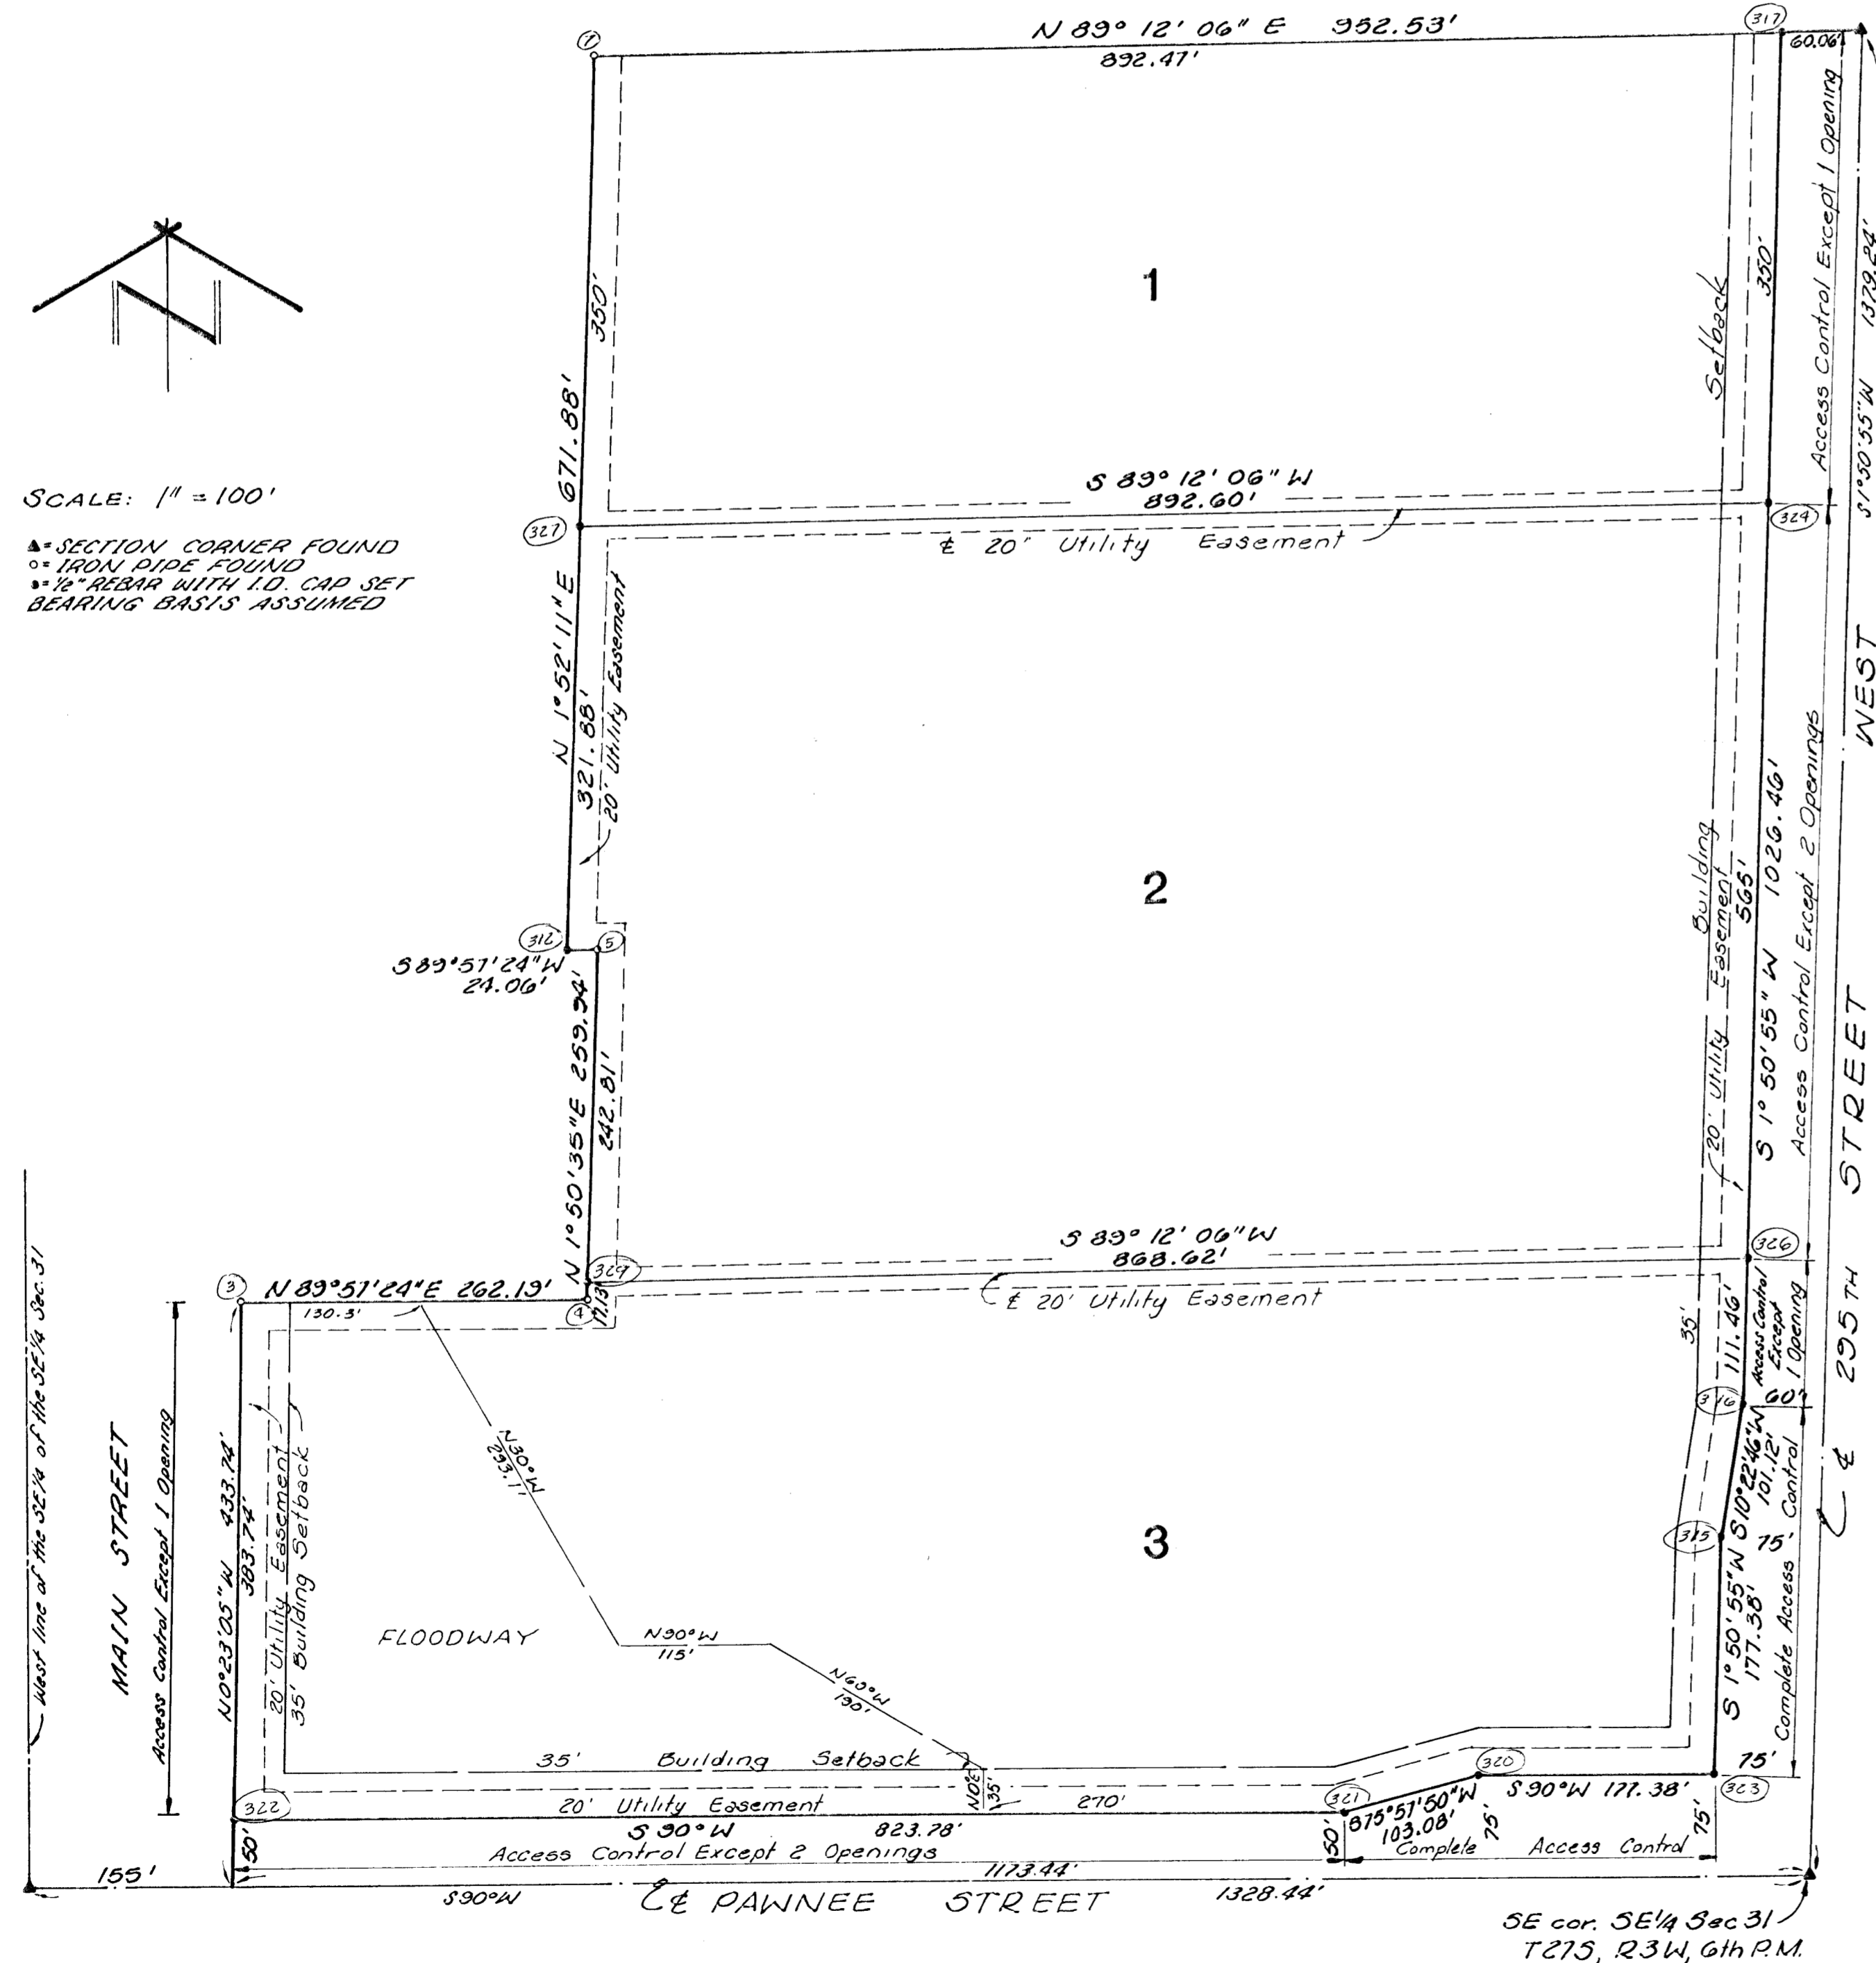 N 89° 12' 06" E 952.53'
892.47'
1
317
60.06'
Access Control Except 1 Opening
350'
350'
1
Setback
S 1° 50' 55" W 1379.24'
N
SCALE: 1" = 100'
▲= SECTION CORNER FOUND
○= IRON PIPE FOUND
●= 1/2" REBAR WITH I.D. CAP SET
BEARING BASIS ASSUMED
N 1° 52' 11" E 671.88'
S 89° 12' 06" W
892.60'
327
324
℄ 20' Utility Easement
321.88'
20' Utility Easement
WEST STREET
2
Building
20' Utility Easement
565'
S 1° 50' 55" W 1026.46'
Access Control Except 2 Openings
312
5
S 89° 57' 24" W
24.06'
N 1° 50' 35" E 259.94'
242.81'
S 89° 12' 06" W
868.62'
326
329
℄ 20' Utility Easement
3
N 89° 57' 24" E 262.19'
130.3'
4
17.13'
35'
111.46'
Access Control
Except
1 Opening
℄ 295TH
316
60'
S 10° 22' 46" W
101.12'
315
75'
West line of the SE 1/4 of the SE 1/4 Sec. 31
MAIN STREET
Access Control Except 1 Opening
N 0° 23' 05" W 433.74'
383.74'
20' Utility Easement
35' Building Setback
N 30° W
293.1'
3
FLOODWAY
N 90° W
115'
N 60° W
190'
S 1° 50' 55" W
177.38'
Complete Access Control
35' Building Setback
N 0° E
35'
320
75'
322
20' Utility Easement
270'
321
S 90° W 177.38'
323
S 75° 57' 50" W
103.08'
S 90° W 823.78'
50'
50'
75'
75'
Access Control Except 2 Openings
Complete Access Control
155'
1173.44'
S 90° W
℄ PAWNEE STREET
1328.44'
SE cor. SE 1/4 Sec 31
T27S, R3W, 6th P.M.